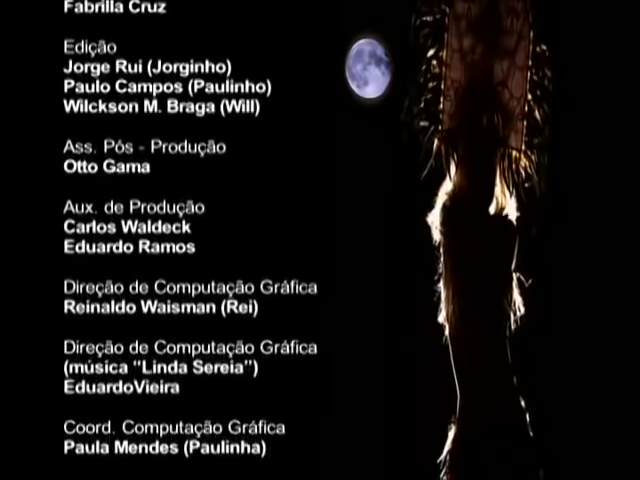 Fabrilla Cruz
Edição
Jorge Rui (Jorginho)
Paulo Campos (Paulinho)
Wilckson M. Braga (Will)
Ass. Pós - Produção
Otto Gama
Aux. de Produção
Carlos Waldeck
Eduardo Ramos
Direção de Computação Gráfica
Reinaldo Waisman (Rei)
Direção de Computação Gráfica
(música “Linda Sereia”)
EduardoVieira
Coord. Computação Gráfica
Paula Mendes (Paulinha)